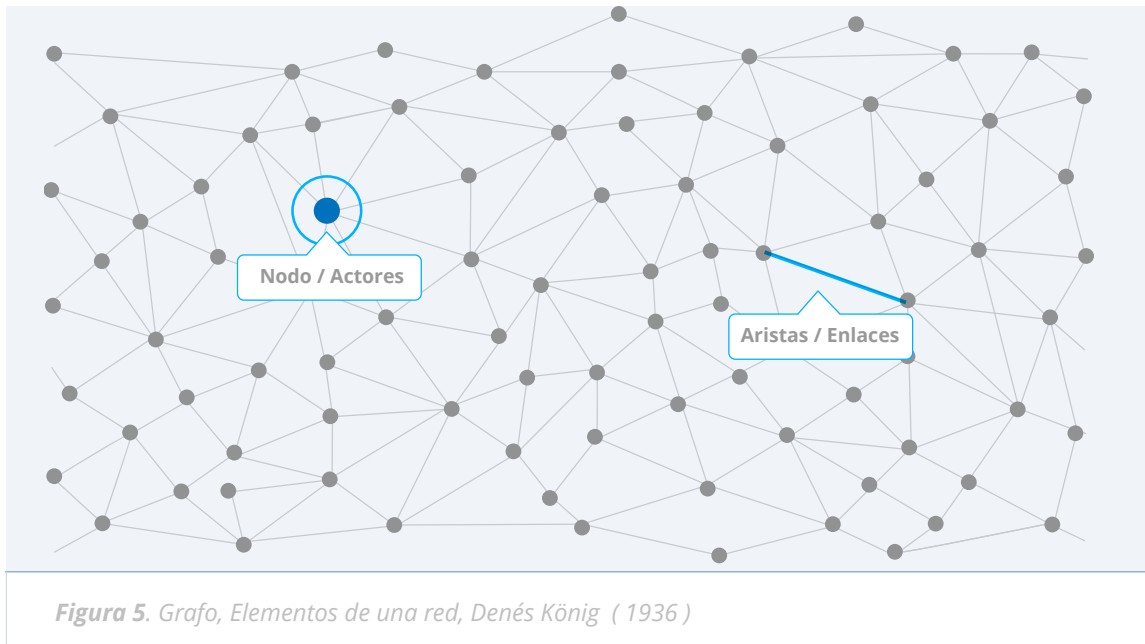 Nodo / Actores
Aristas / Enlaces
Figura 5. Grafo, Elementos de una red, Denés König ( 1936 )